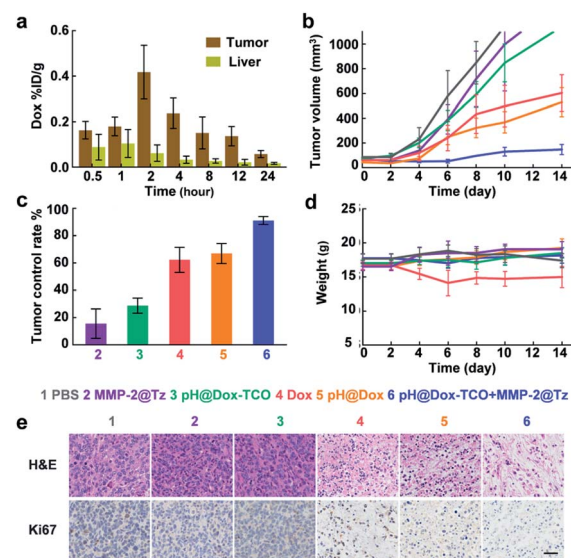 a
Dox %ID/g
0.6
0.4
0.2
0.0
Tumor
Liver
0.5 1 2 4 8 12 24
Time (hour)
b
Tumor volume (mm³)
1000
800
600
400
200
0
0 2 4 6 8 10 12 14
Time (day)
c
Tumor control rate %
100
80
60
40
20
0
2 3 4 5 6
d
Weight (g)
25
20
15
10
5
0
0 2 4 6 8 10 12 14
Time (day)
1 PBS 2 MMP-2@Tz 3 pH@Dox-TCO 4 Dox 5 pH@Dox 6 pH@Dox-TCO+MMP-2@Tz
e
1 2 3 4 5 6
H&E
Ki67